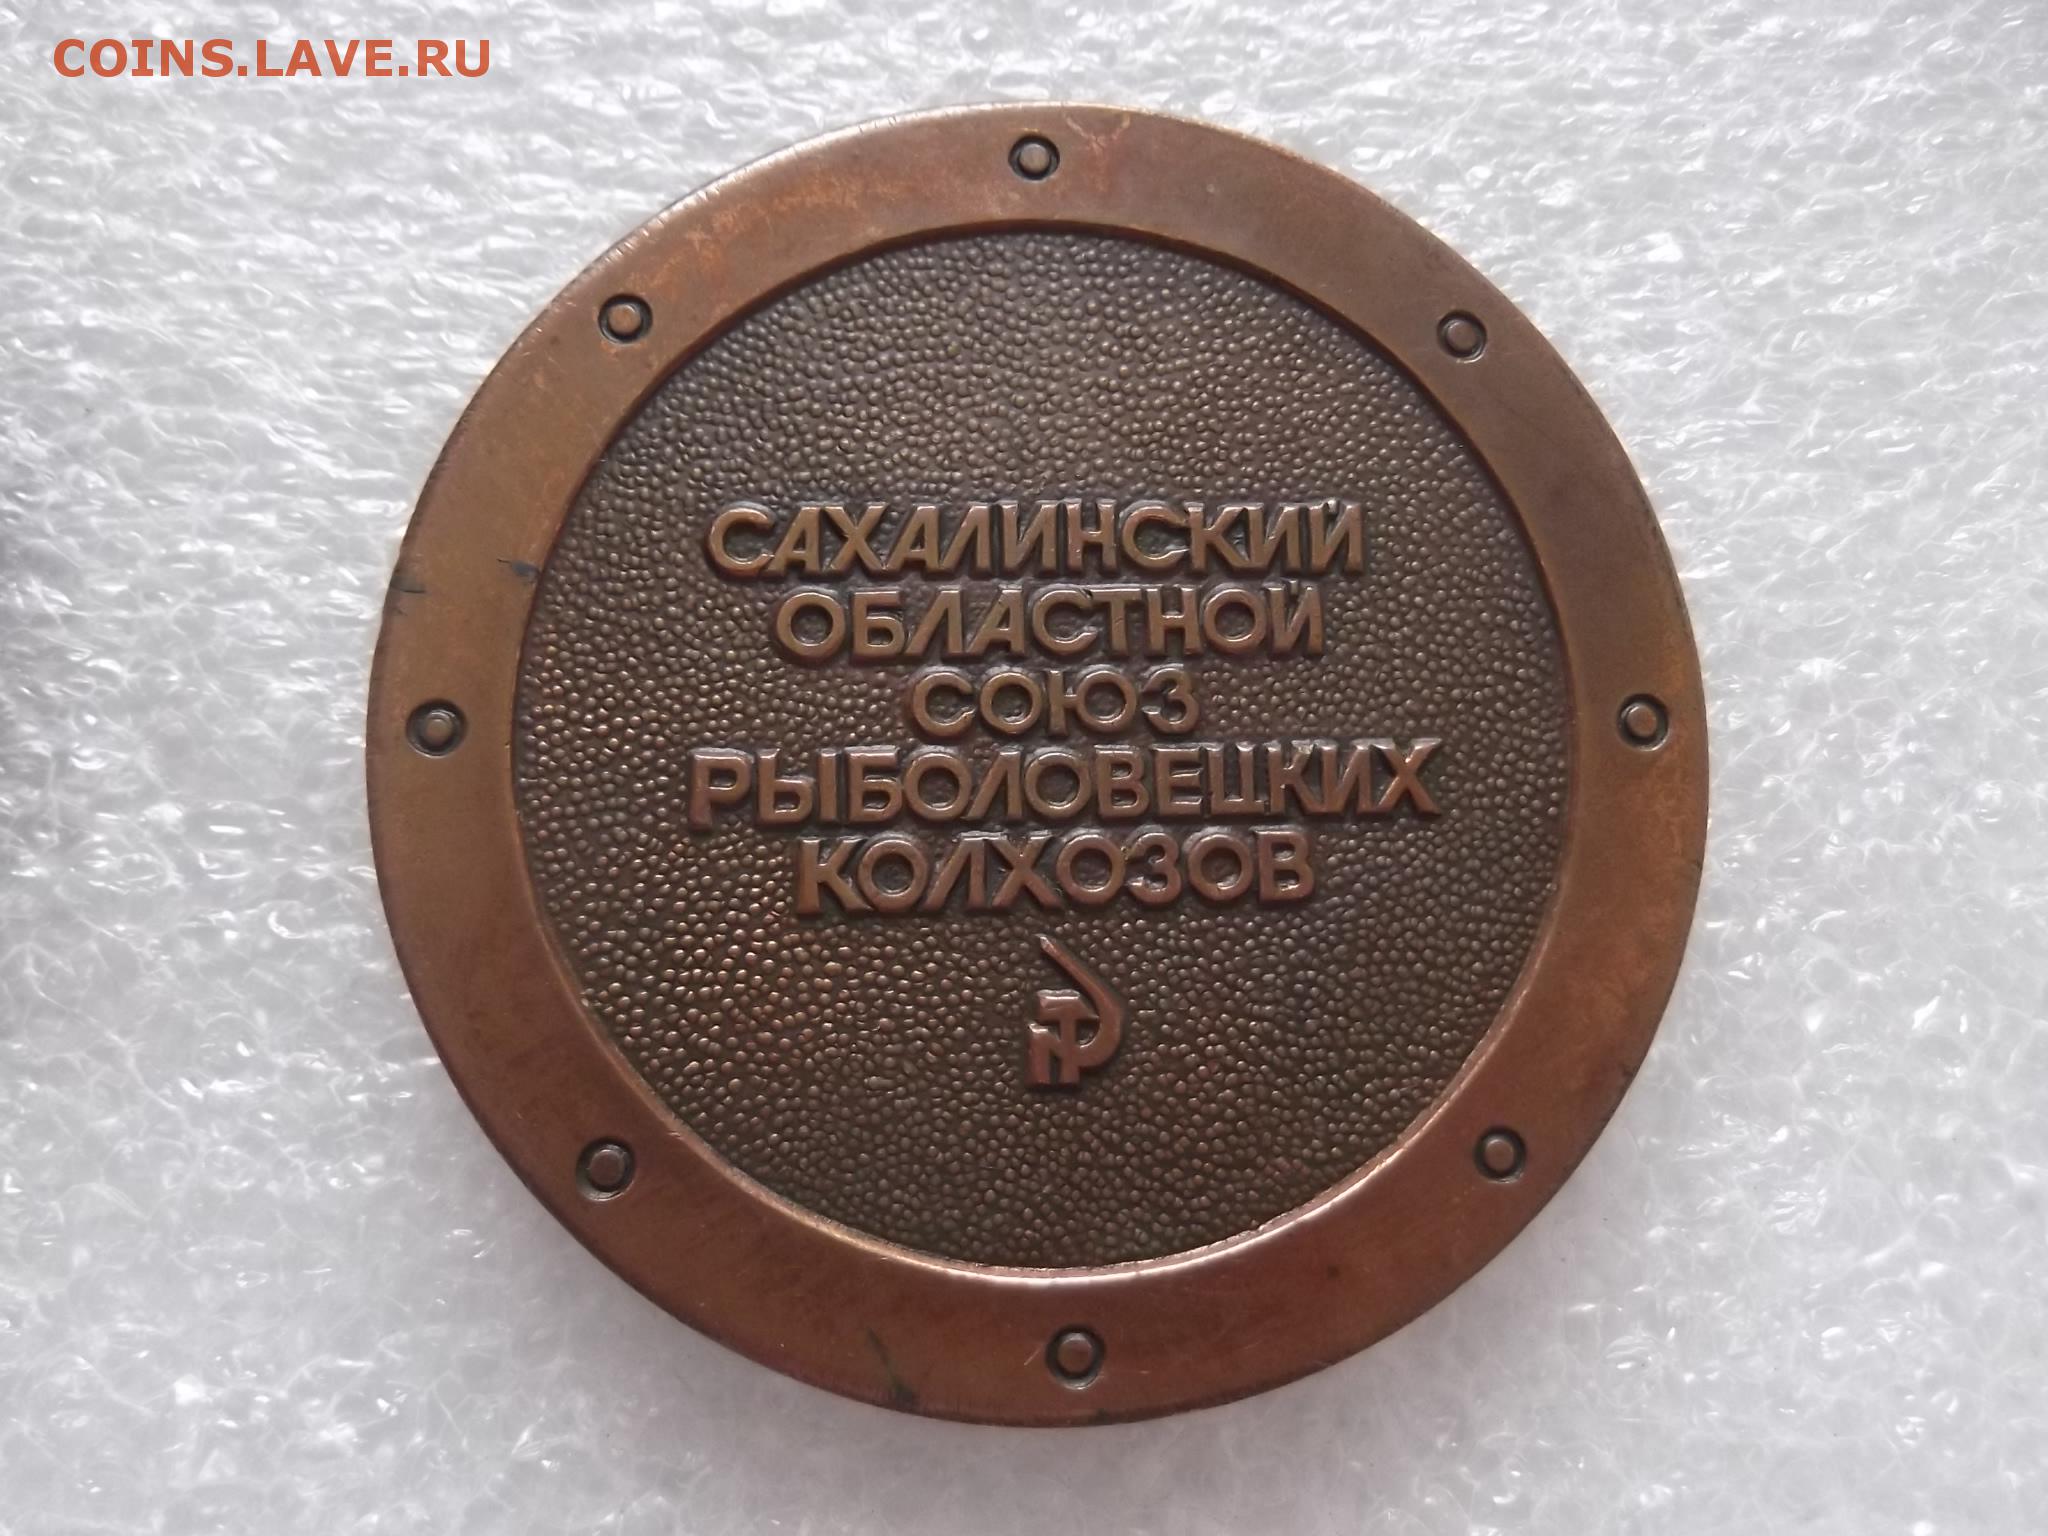 COINS.LAVE.RU
САХАЛИНСКИЙ
ОБЛАСТНОЙ
СОЮЗ
РЫБОЛОВЕЦКИХ
КОЛХОЗОВ